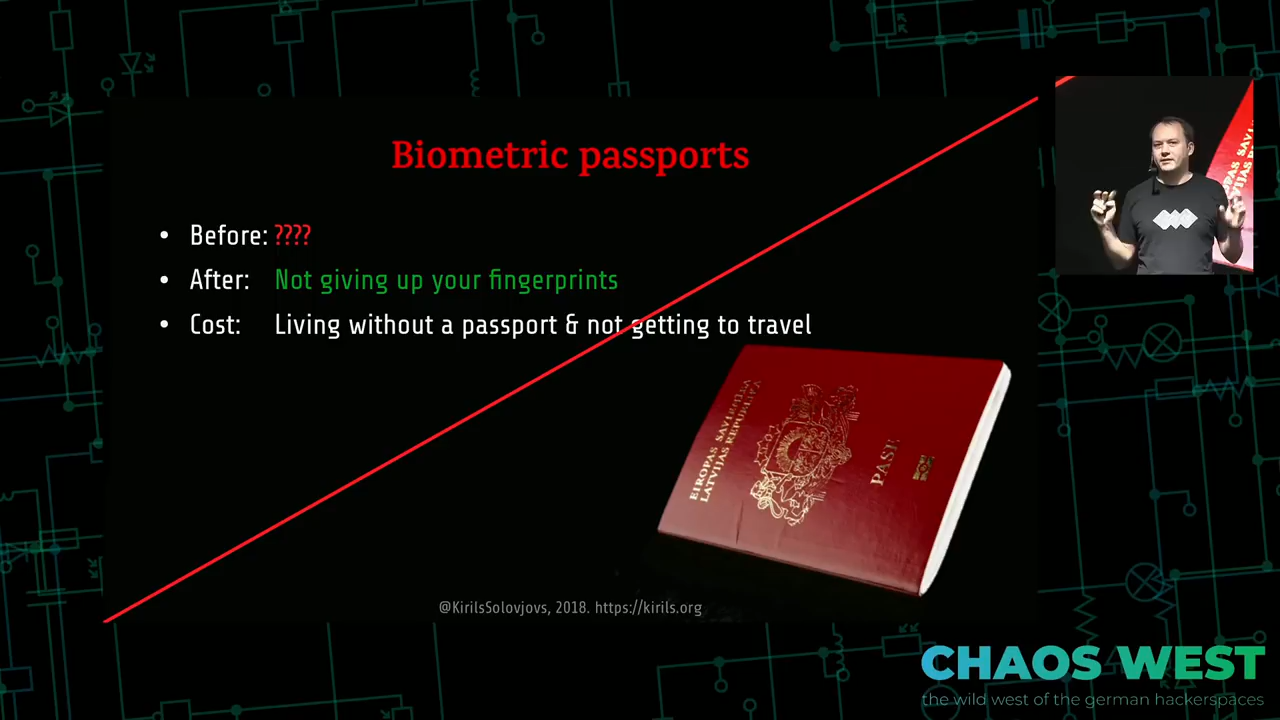 Biometric passports
• Before: ????
• After: Not giving up your fingerprints
• Cost: Living without a passport & not getting to travel
EIROPAS SAVIENĪBA
LATVIJAS REPUBLIKA
PASE
@KirilsSolovjovs, 2018. https://kirils.org
CHAOS WEST
the wild west of the german hackerspaces